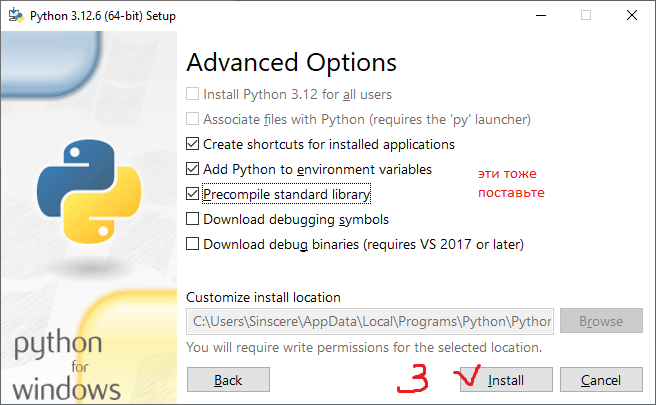 Python 3.12.6 (64-bit) Setup
Advanced Options
Install Python 3.12 for all users
Associate files with Python (requires the 'py' launcher)
Create shortcuts for installed applications
Add Python to environment variables
эти тоже
поставьте
Precompile standard library
Download debugging symbols
Download debug binaries (requires VS 2017 or later)
Customize install location
C:\Users\Sinscere\AppData\Local\Programs\Python\Python
Browse
You will require write permissions for the selected location.
python
for
windows
Back
3
Install
Cancel